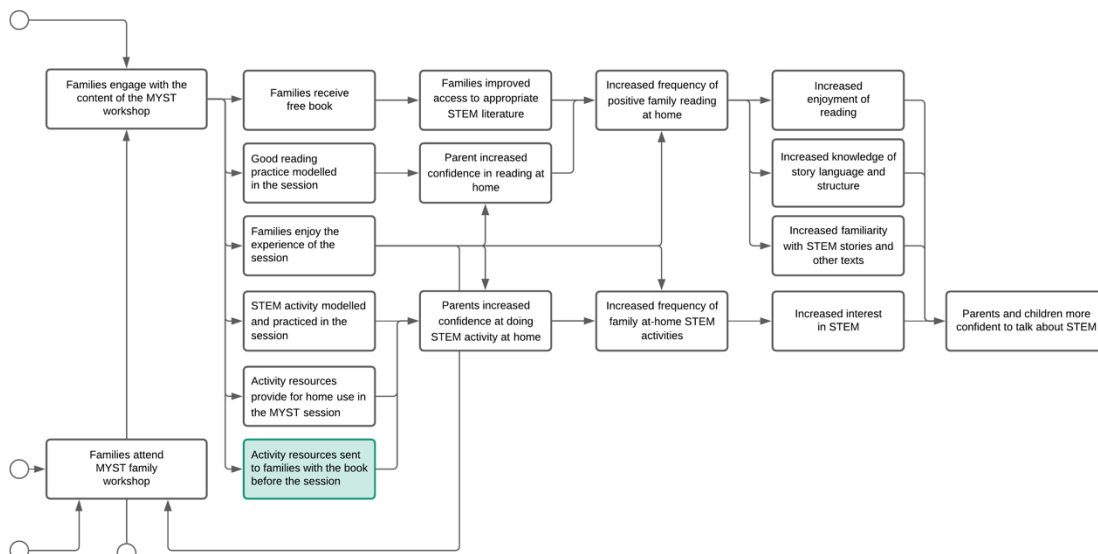 Families engage with the
content of the MYST
workshop
Families receive
free book
Families improved
access to appropriate
STEM literature
Increased frequency of
positive family reading
at home
Increased
enjoyment of
reading
Good reading
practice modelled
in the session
Parent increased
confidence in reading at
home
Increased knowledge of
story language and
structure
Families enjoy the
experience of the
session
Increased familiarity
with STEM stories and
other texts
STEM activity modelled
and practiced in the
session
Parents increased
confidence at doing
STEM activity at home
Increased frequency of
family at-home STEM
activities
Increased interest
in STEM
Parents and children more
confident to talk about STEM
Activity resources
provide for home use in
the MYST session
Families attend
MYST family
workshop
Activity resources sent
to families with the book
before the session